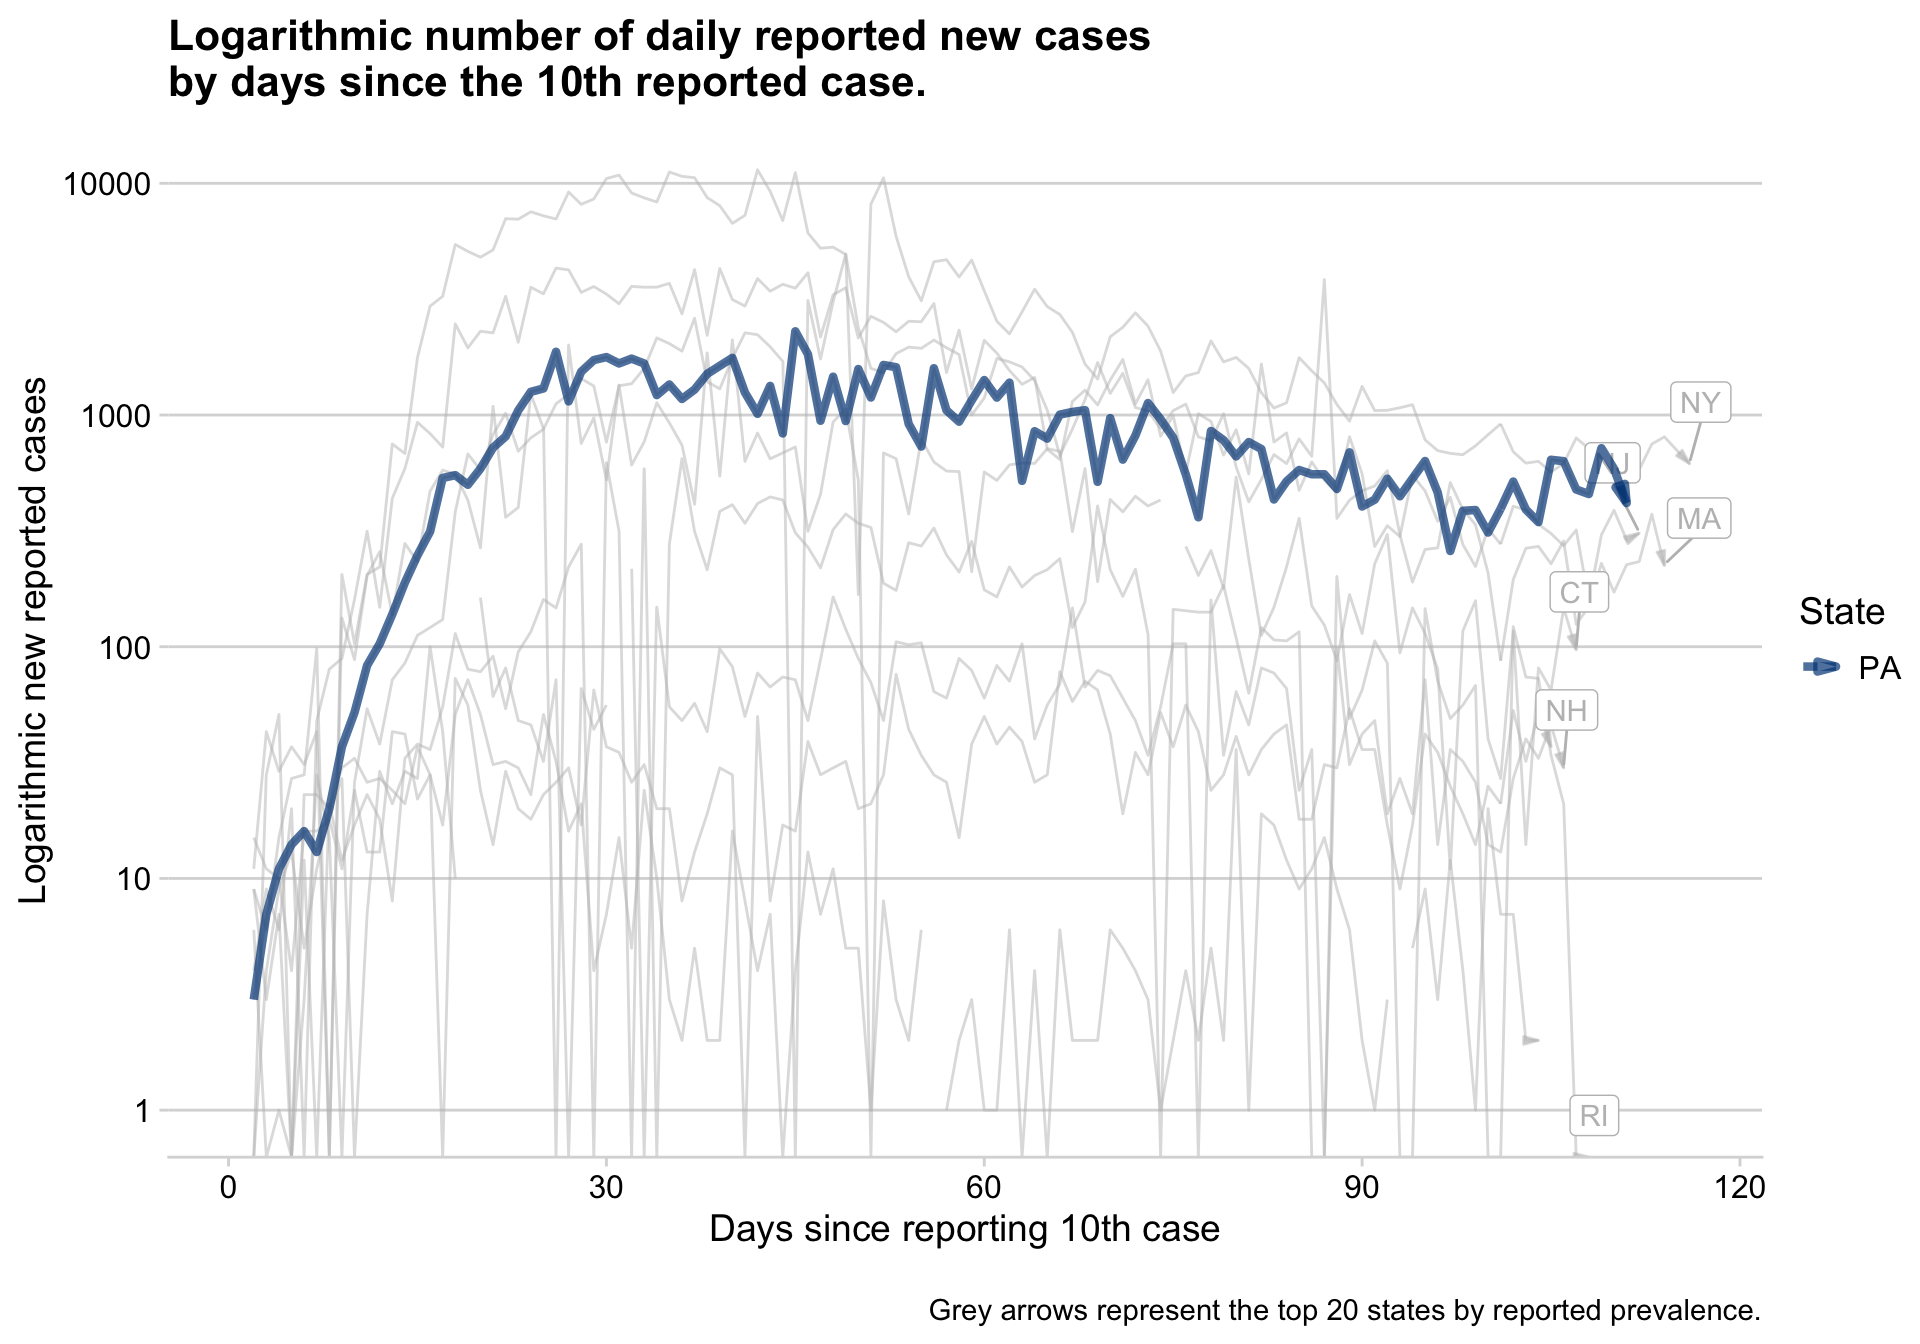 Logarithmic number of daily reported new cases
by days since the 10th reported case.
Logarithmic new reported cases
10000
1000
100
10
1
NY
MA
CT
NH
RI
State
PA
0 30 60 90 120
Days since reporting 10th case
Grey arrows represent the top 20 states by reported prevalence.